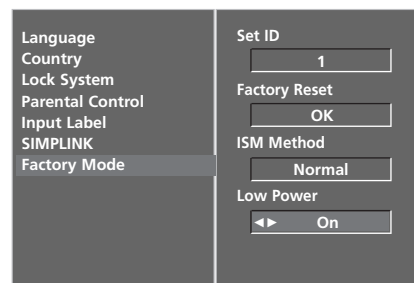 Language
Country
Lock System
Parental Control
Input Label
SIMPLINK
Factory Mode
Set ID
1
Factory Reset
OK
ISM Method
Normal
Low Power
◄► On